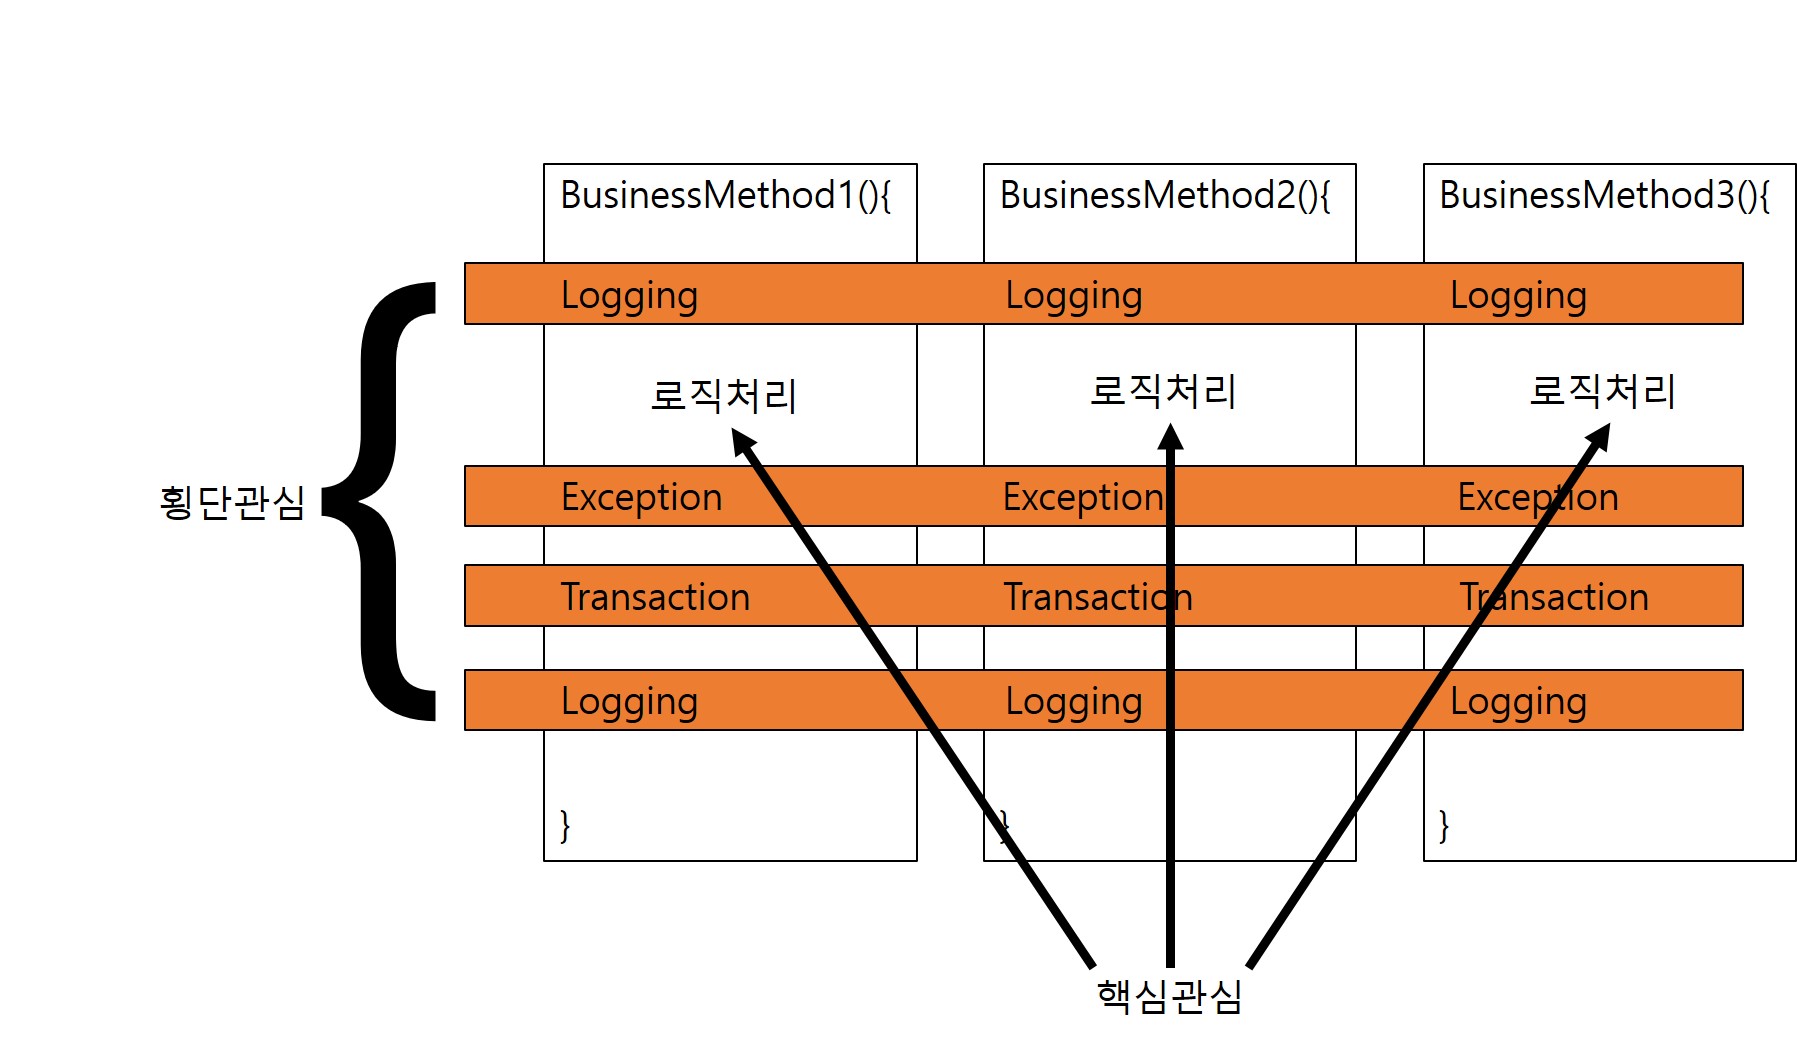 BusinessMethod1(){ BusinessMethod2(){ BusinessMethod3(){
Logging Logging Logging
로직처리 로직처리 로직처리
횡단관심
Exception Exception Exception
Transaction Transaction Transaction
Logging Logging Logging
} } }
핵심관심